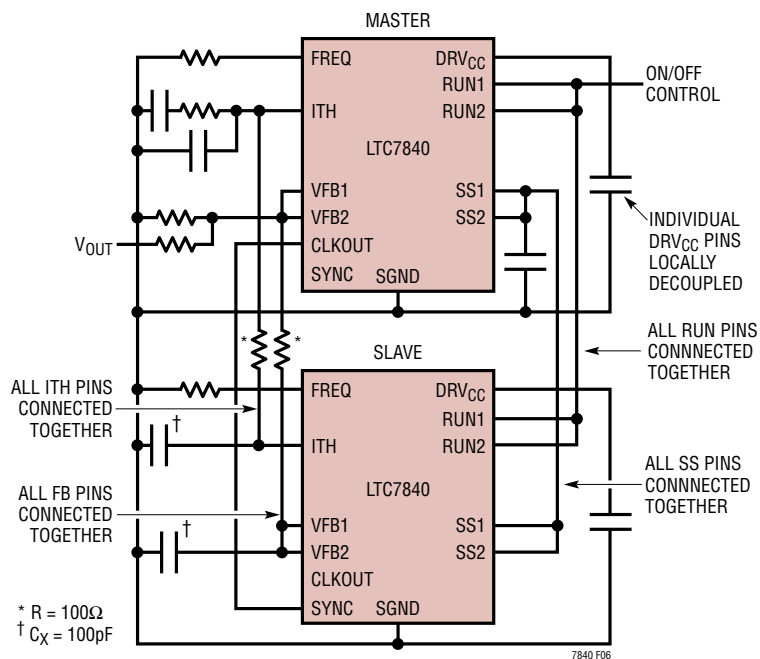 MASTER
FREQ
ITH
VFB1
VFB2
CLKOUT
SYNC
SGND
LTC7840
DRVCC
RUN1
RUN2
SS1
SS2
ON/OFF
CONTROL
VOUT
INDIVIDUAL
DRVCC PINS
LOCALLY
DECOUPLED
*
*
ALL RUN PINS
CONNNECTED
TOGETHER
SLAVE
ALL ITH PINS
CONNECTED
TOGETHER
†
FREQ
ITH
VFB1
VFB2
CLKOUT
SYNC
SGND
LTC7840
DRVCC
RUN1
RUN2
SS1
SS2
ALL SS PINS
CONNNECTED
TOGETHER
ALL FB PINS
CONNECTED
TOGETHER
†
* R = 100Ω
† CX = 100pF
7840 F06